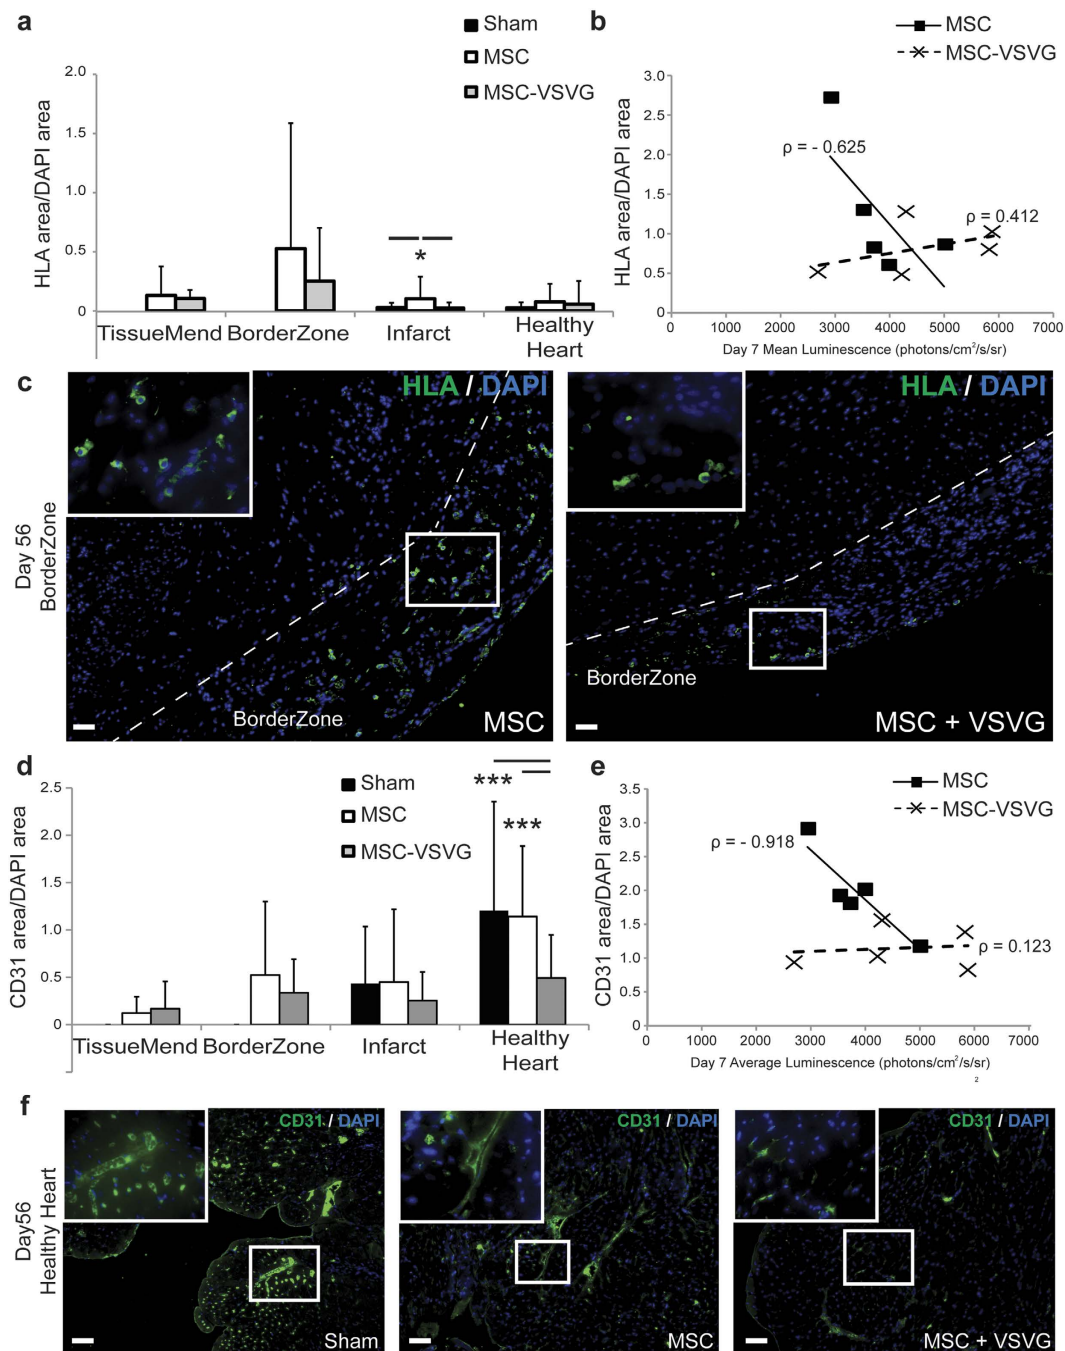 a
Sham
MSC
MSC-VSVG
HLA area/DAPI area
2.0
1.5
1.0
0.5
0
*
TissueMend
BorderZone
Infarct
Healthy
Heart
b
MSC
MSC-VSVG
HLA area/DAPI area
3.0
2.5
2.0
1.5
1.0
0.5
0
ρ = - 0.625
ρ = 0.412
0 1000 2000 3000 4000 5000 6000 7000
Day 7 Mean Luminescence (photons/cm²/s/sr)
c
Day 56
BorderZone
HLA / DAPI
BorderZone
MSC
HLA / DAPI
BorderZone
MSC + VSVG
d
Sham
MSC
MSC-VSVG
CD31 area/DAPI area
2.5
2.0
1.5
1.0
0.5
0
***
***
TissueMend
BorderZone
Infarct
Healthy
Heart
e
MSC
MSC-VSVG
CD31 area/DAPI area
3.5
3.0
2.5
2.0
1.5
1.0
0.5
0
ρ = - 0.918
ρ = 0.123
0 1000 2000 3000 4000 5000 6000 7000
Day 7 Average Luminescence (photons/cm²/s/sr)
2
f
Day56
Healthy Heart
CD31 / DAPI
Sham
CD31 / DAPI
MSC
CD31 / DAPI
MSC + VSVG